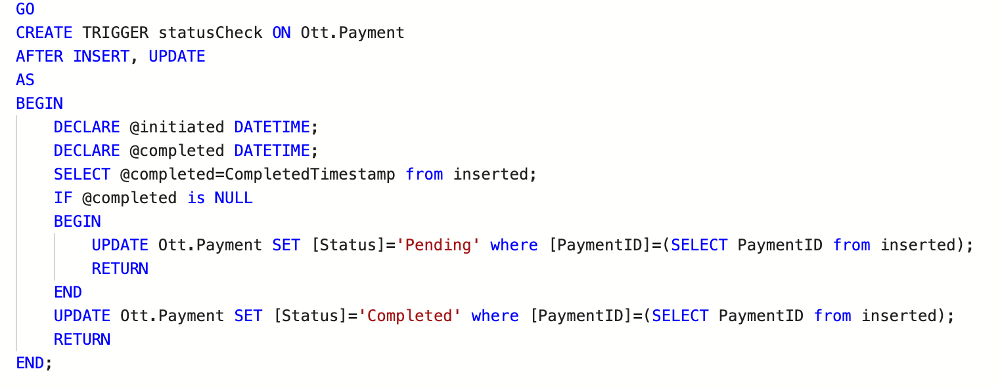 GO
CREATE TRIGGER statusCheck ON Ott.Payment
AFTER INSERT, UPDATE
AS
BEGIN
    DECLARE @initiated DATETIME;
    DECLARE @completed DATETIME;
    SELECT @completed=CompletedTimestamp from inserted;
    IF @completed is NULL
    BEGIN
        UPDATE Ott.Payment SET [Status]='Pending' where [PaymentID]=(SELECT PaymentID from inserted);
        RETURN
    END
    UPDATE Ott.Payment SET [Status]='Completed' where [PaymentID]=(SELECT PaymentID from inserted);
    RETURN
END;